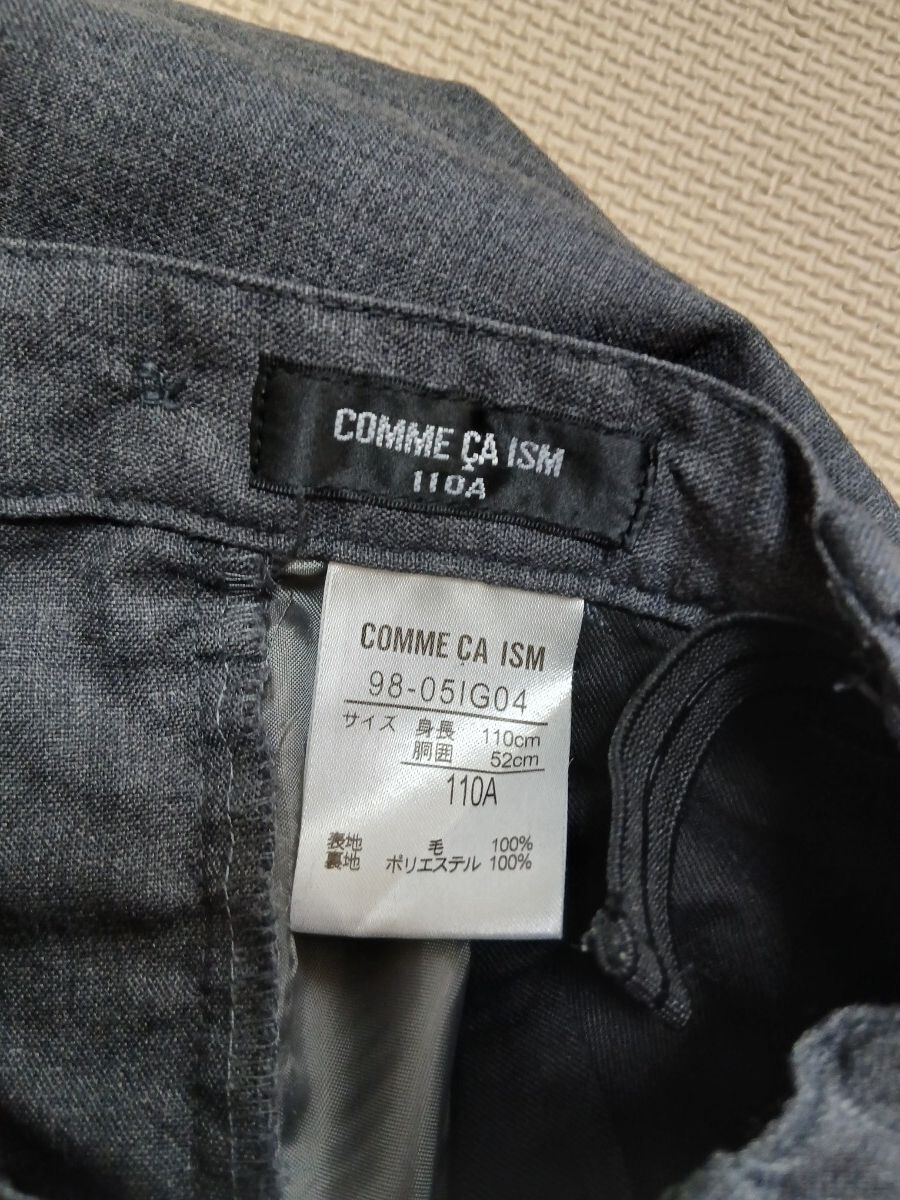 COMME ÇA ISM
110A
COMME ÇA ISM
98-05IG04
サイズ 身長 110cm
胴囲 52cm
110A
表地 毛 100%
裏地 ポリエステル 100%